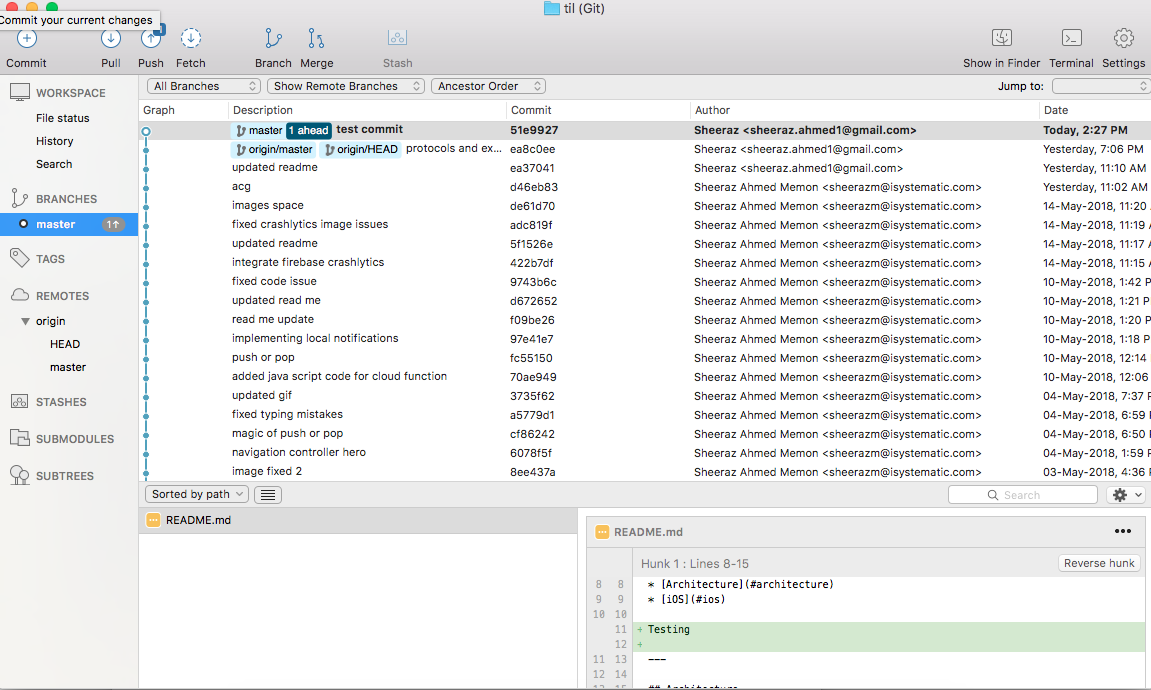 til (Git)
Commit your current changes
1
Commit Pull Push Fetch Branch Merge Stash Show in Finder Terminal Settings
All Branches Show Remote Branches Ancestor Order Jump to:
Graph Description Commit Author Date
master 1 ahead test commit 51e9927 Sheeraz <sheeraz.ahmed1@gmail.com> Today, 2:27 PM
origin/master origin/HEAD protocols and ex... ea8c0ee Sheeraz <sheeraz.ahmed1@gmail.com> Yesterday, 7:06 PM
updated readme ea37041 Sheeraz <sheeraz.ahmed1@gmail.com> Yesterday, 11:10 AM
acg d46eb83 Sheeraz Ahmed Memon <sheerazm@isystematic.com> Yesterday, 11:02 AM
images space de61d70 Sheeraz Ahmed Memon <sheerazm@isystematic.com> 14-May-2018, 11:20
fixed crashlytics image issues adc819f Sheeraz Ahmed Memon <sheerazm@isystematic.com> 14-May-2018, 11:19
updated readme 5f1526e Sheeraz Ahmed Memon <sheerazm@isystematic.com> 14-May-2018, 11:17
integrate firebase crashlytics 422b7df Sheeraz Ahmed Memon <sheerazm@isystematic.com> 14-May-2018, 11:15
fixed code issue 9743b6c Sheeraz Ahmed Memon <sheerazm@isystematic.com> 10-May-2018, 1:42
updated read me d672652 Sheeraz Ahmed Memon <sheerazm@isystematic.com> 10-May-2018, 1:21
read me update f09be26 Sheeraz Ahmed Memon <sheerazm@isystematic.com> 10-May-2018, 1:20
implementing local notifications 97e41e7 Sheeraz Ahmed Memon <sheerazm@isystematic.com> 10-May-2018, 1:18
push or pop fc55150 Sheeraz Ahmed Memon <sheerazm@isystematic.com> 10-May-2018, 12:14
added java script code for cloud function 70ae949 Sheeraz Ahmed Memon <sheerazm@isystematic.com> 10-May-2018, 12:06
updated gif 3735f62 Sheeraz Ahmed Memon <sheerazm@isystematic.com> 04-May-2018, 7:37
fixed typing mistakes a5779d1 Sheeraz Ahmed Memon <sheerazm@isystematic.com> 04-May-2018, 6:59
magic of push or pop cf86242 Sheeraz Ahmed Memon <sheerazm@isystematic.com> 04-May-2018, 6:50
navigation controller hero 6078f5f Sheeraz Ahmed Memon <sheerazm@isystematic.com> 04-May-2018, 1:59
image fixed 2 8ee437a Sheeraz Ahmed Memon <sheerazm@isystematic.com> 03-May-2018, 4:36
WORKSPACE
File status
History
Search
BRANCHES
master 1↑
TAGS
REMOTES
origin
HEAD
master
STASHES
SUBMODULES
SUBTREES
Sorted by path Search
README.md
README.md •••
Hunk 1 : Lines 8-15 Reverse hunk
8 8 * [Architecture](#architecture)
9 9 * [iOS](#ios)
10 10
11 + Testing
12 +
11 13 ---
12 14
13 15 ## Architecture